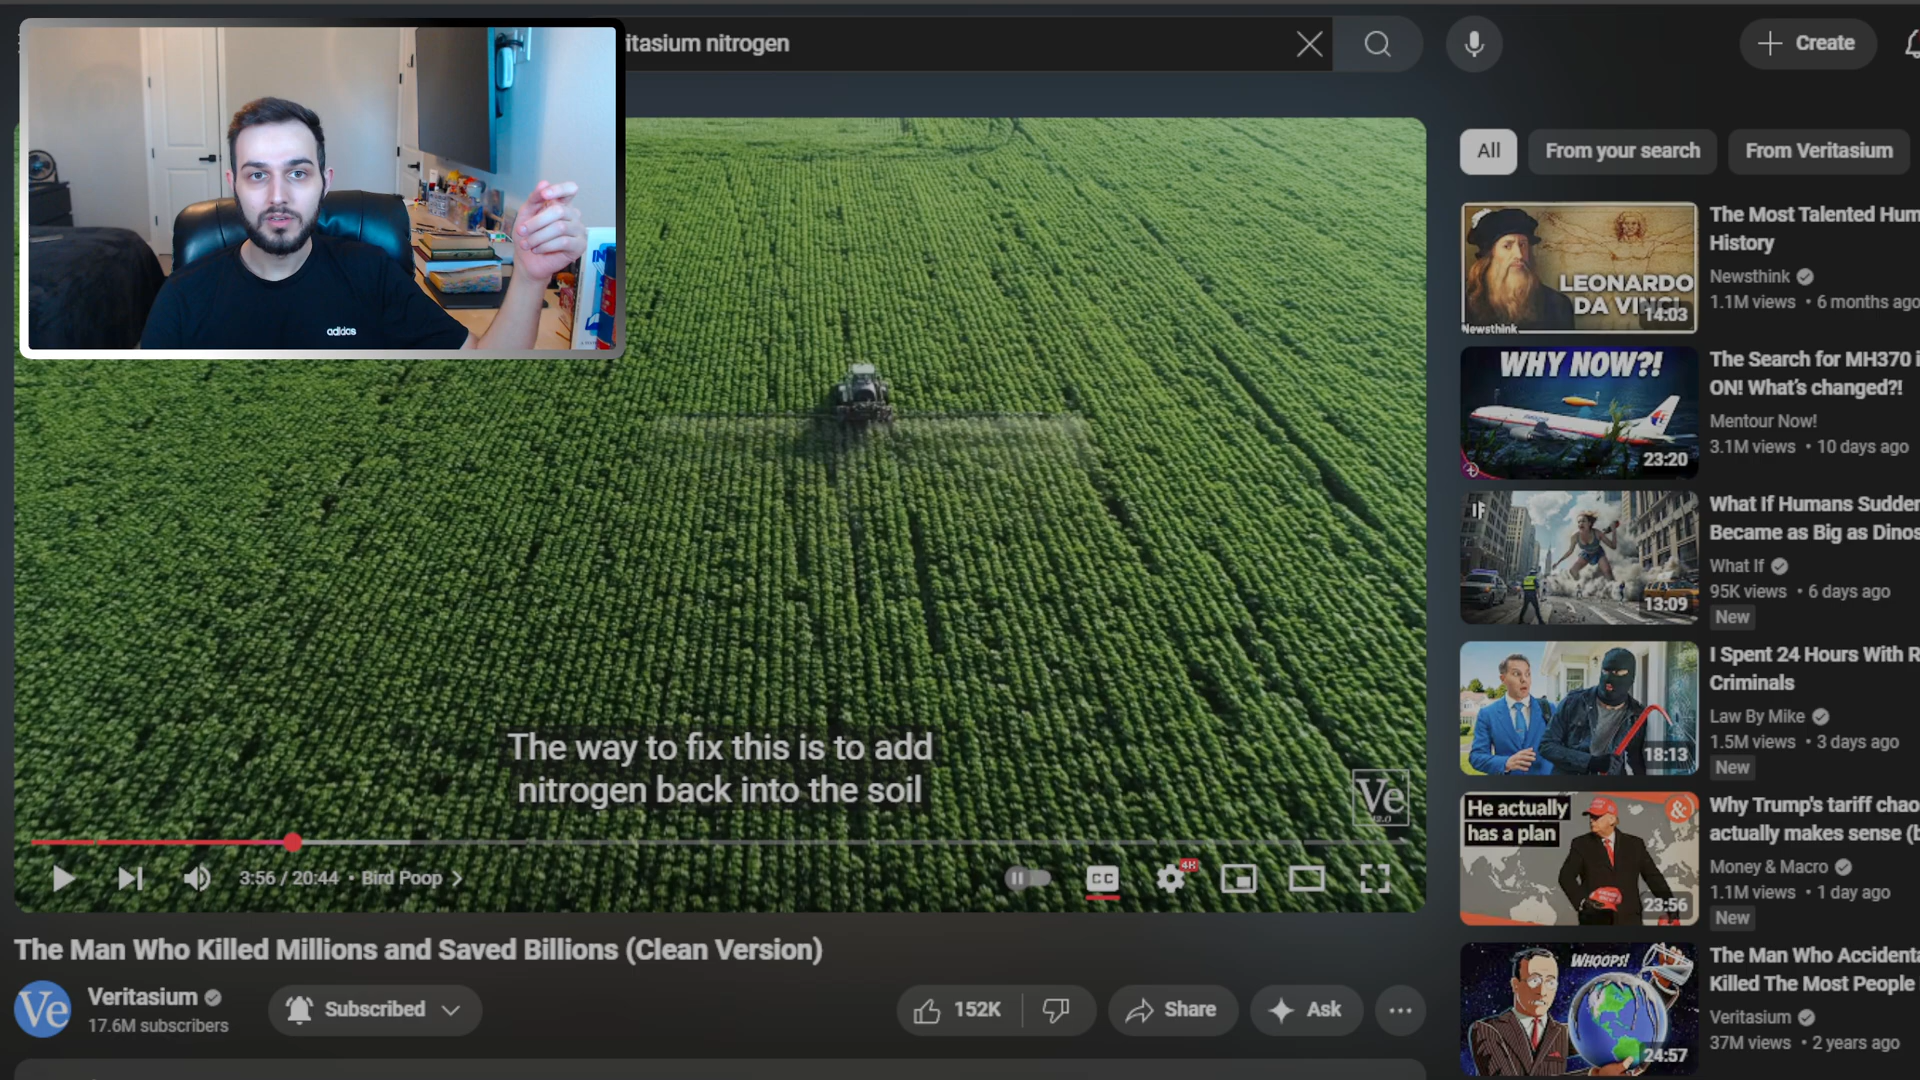 itasium nitrogen
Create
adidas
IN
The way to fix this is to add
nitrogen back into the soil
Ve
3:56 / 20:44 • Bird Poop
CC
4K
The Man Who Killed Millions and Saved Billions (Clean Version)
Ve
Veritasium
17.6M subscribers
Subscribed
152K
Share
Ask
All
From your search
From Veritasium
LEONARDO
DA VINCI
14:03
Newsthink
The Most Talented Hum
History
Newsthink
1.1M views • 6 months ago
WHY NOW?!
23:20
The Search for MH370 i
ON! What's changed?!
Mentour Now!
3.1M views • 10 days ago
IF
13:09
What If Humans Sudden
Became as Big as Dinos
What If
95K views • 6 days ago
New
18:13
I Spent 24 Hours With R
Criminals
Law By Mike
1.5M views • 3 days ago
New
He actually
has a plan
&
23:56
Why Trump's tariff chao
actually makes sense (b
Money & Macro
1.1M views • 1 day ago
New
WHOOPS!
24:57
The Man Who Accidenta
Killed The Most People
Veritasium
37M views • 2 years ago